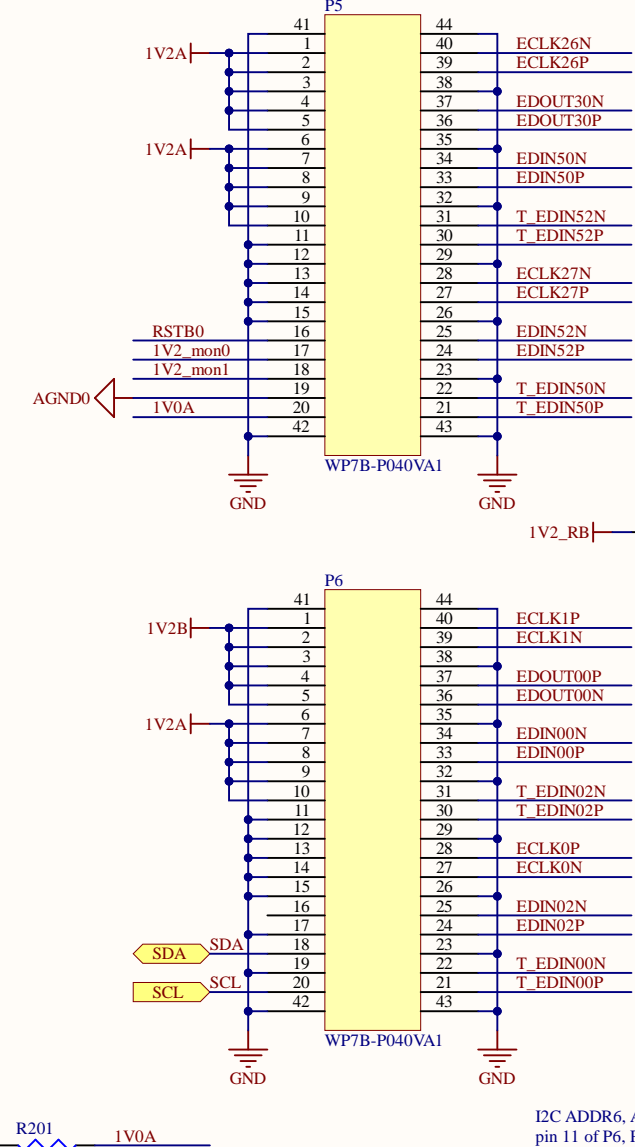 P5
41 44
1V2A 1 40 ECLK26N
2 39 ECLK26P
3 38
4 37 EDOUT30N
5 36 EDOUT30P
1V2A 6 35
7 34 EDIN50N
8 33 EDIN50P
9 32
10 31 T_EDIN52N
11 30 T_EDIN52P
12 29
13 28 ECLK27N
14 27 ECLK27P
15 26
RSTB0 16 25 EDIN52N
1V2_mon0 17 24 EDIN52P
1V2_mon1 18 23
AGND0 19 22 T_EDIN50N
1V0A 20 21 T_EDIN50P
42 43
WP7B-P040VA1
GND GND
1V2_RB
P6
41 44
1V2B 1 40 ECLK1P
2 39 ECLK1N
3 38
4 37 EDOUT00P
5 36 EDOUT00N
1V2A 6 35
7 34 EDIN00N
8 33 EDIN00P
9 32
10 31 T_EDIN02N
11 30 T_EDIN02P
12 29
13 28 ECLK0P
14 27 ECLK0N
15 26
16 25 EDIN02N
17 24 EDIN02P
SDA SDA 18 23
19 22 T_EDIN00N
SCL SCL 20 21 T_EDIN00P
42 43
WP7B-P040VA1
GND GND
R201 1V0A
I2C ADDR6, A
pin 11 of P6, P